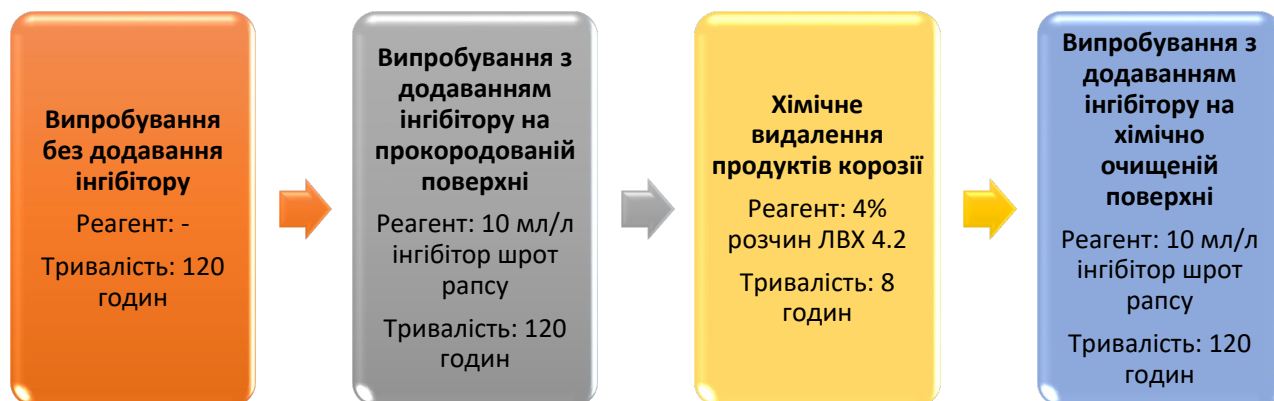 Випробування
без додавання
інгібітору
Реагент: -
Тривалість: 120
годин
Випробування з
додаванням
інгібітору на
прокородованій
поверхні
Реагент: 10 мл/л
інгібітор шрот
рапсу
Тривалість: 120
годин
Хімічне
видалення
продуктів корозії
Реагент: 4%
розчин ЛВХ 4.2
Тривалість: 8
годин
Випробування з
додаванням
інгібітору на
хімічно
очищеній
поверхні
Реагент: 10 мл/л
інгібітор шрот
рапсу
Тривалість: 120
годин